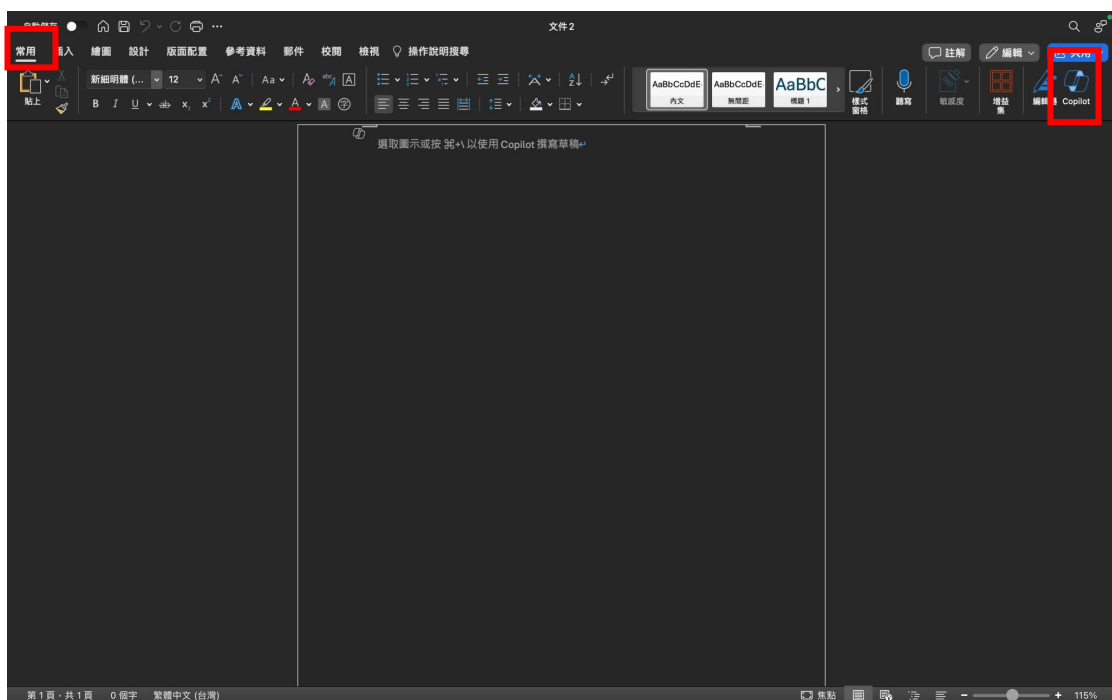 文件 2
常用 插入 繪圖 設計 版面配置 參考資料 郵件 校閱 檢視 操作說明搜尋
註解 編輯 共用
貼上
新細明體 (... 12 A^ Aˇ Aa
B I U ab x₂ x² A A A
AaBbCcDdE AaBbCcDdE AaBbC
內文 無間距 標題 1
樣式窗格 聽寫 敏感度 增益集 編輯器 Copilot
選取圖示或按 ⌘+\ 以使用 Copilot 撰寫草稿
第 1 頁,共 1 頁 0 個字 繁體中文 (台灣) 焦點 115%